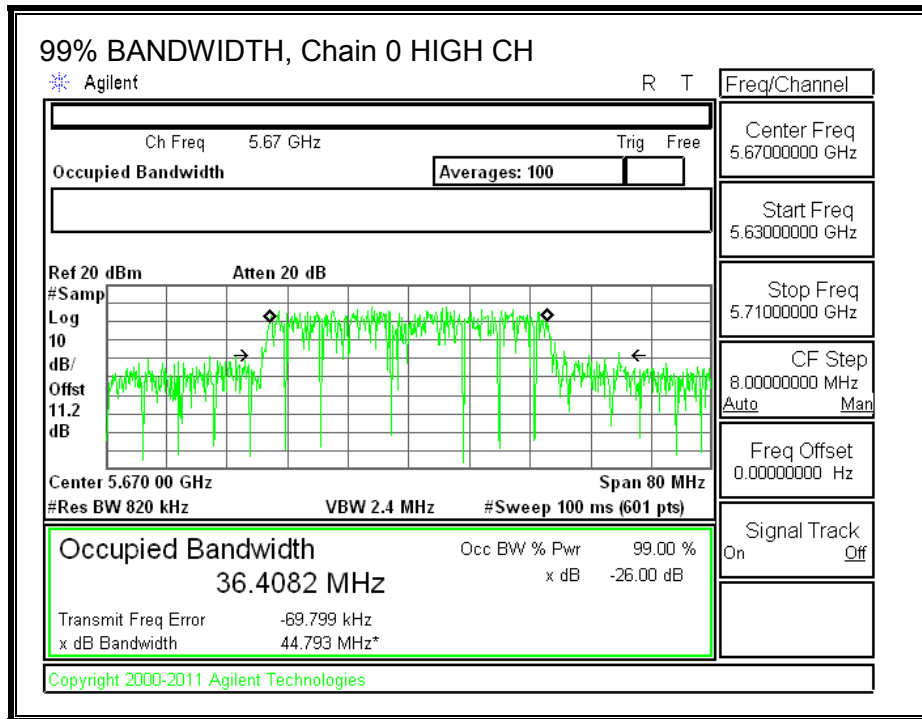 99% BANDWIDTH, Chain 0 HIGH CH
Agilent R T
Ch Freq 5.67 GHz Trig Free
Occupied Bandwidth Averages: 100
Ref 20 dBm Atten 20 dB
#Samp
Log
10
dB/
Offst
11.2
dB
Center 5.670 00 GHz Span 80 MHz
#Res BW 820 kHz VBW 2.4 MHz #Sweep 100 ms (601 pts)
Occupied Bandwidth Occ BW % Pwr 99.00 %
36.4082 MHz x dB -26.00 dB
Transmit Freq Error -69.799 kHz
x dB Bandwidth 44.793 MHz*
Copyright 2000-2011 Agilent Technologies
Freq/Channel
Center Freq
5.67000000 GHz
Start Freq
5.63000000 GHz
Stop Freq
5.71000000 GHz
CF Step
8.00000000 MHz
Auto Man
Freq Offset
0.00000000 Hz
Signal Track
On Off